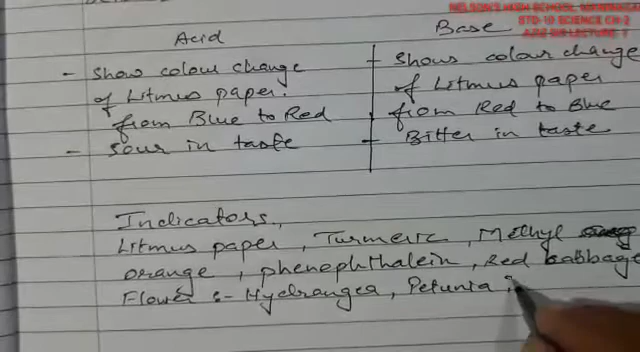 NELSON'S HIGH SCHOOL,
STD-10 SCIENCE CH-2
Acid Base
- show colour change
of Litmus paper.
from Blue to Red
- Sour in taste
- shows colour change
of Litmus paper
from Red to Blue
- Bitter in taste
Indicators,
Litmus paper, Turmeric, Methyl
orange, phenophthalein, Red Cabbage
Flower :- Hydrangea, Petunia,